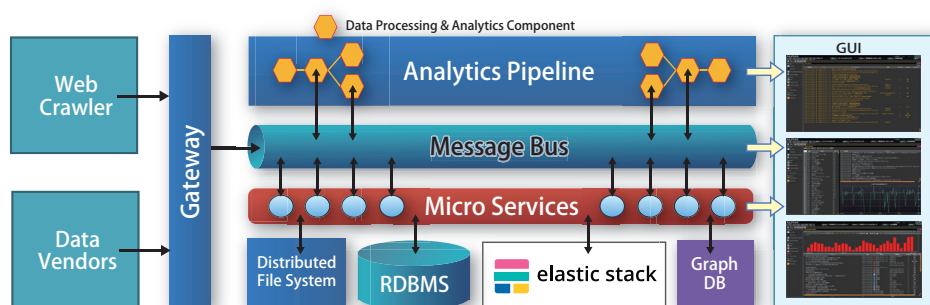 Data Processing & Analytics Component
GUI
Web
Crawler
Gateway
Analytics Pipeline
Message Bus
Micro Services
Data
Vendors
Distributed
File System
RDBMS
elastic stack
Graph
DB